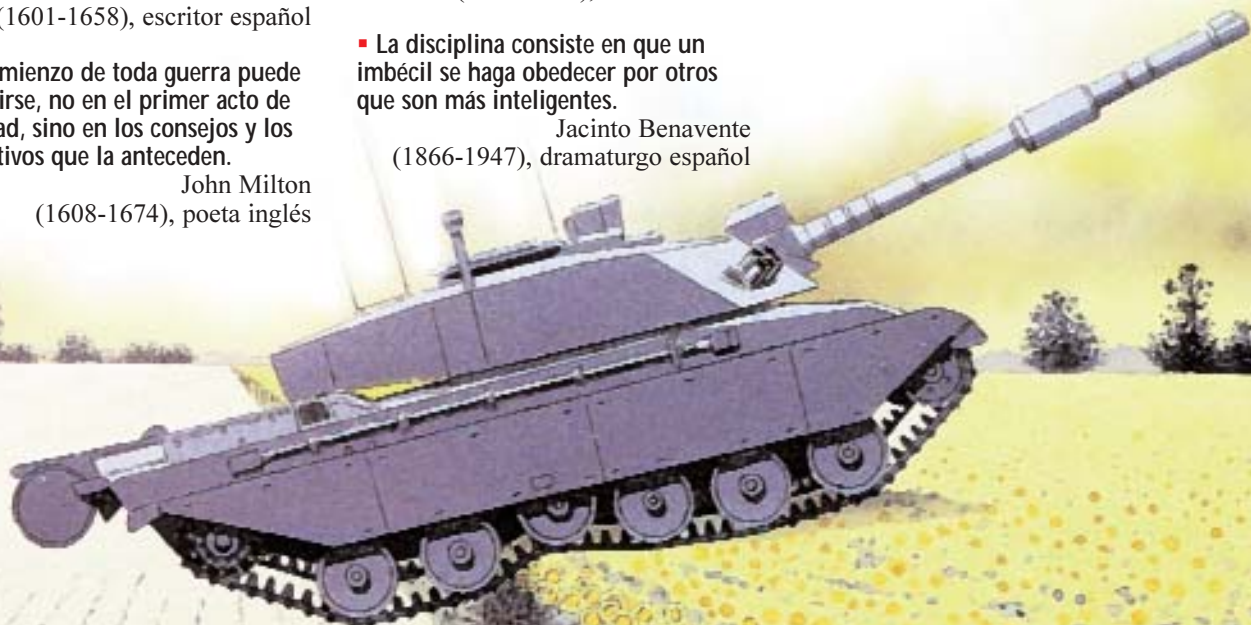 (1601-1658), escritor español
mienzo de toda guerra puede
irse, no en el primer acto de
ad, sino en los consejos y los
tivos que la anteceden.
John Milton
(1608-1674), poeta inglés
▪ La disciplina consiste en que un
imbécil se haga obedecer por otros
que son más inteligentes.
Jacinto Benavente
(1866-1947), dramaturgo español